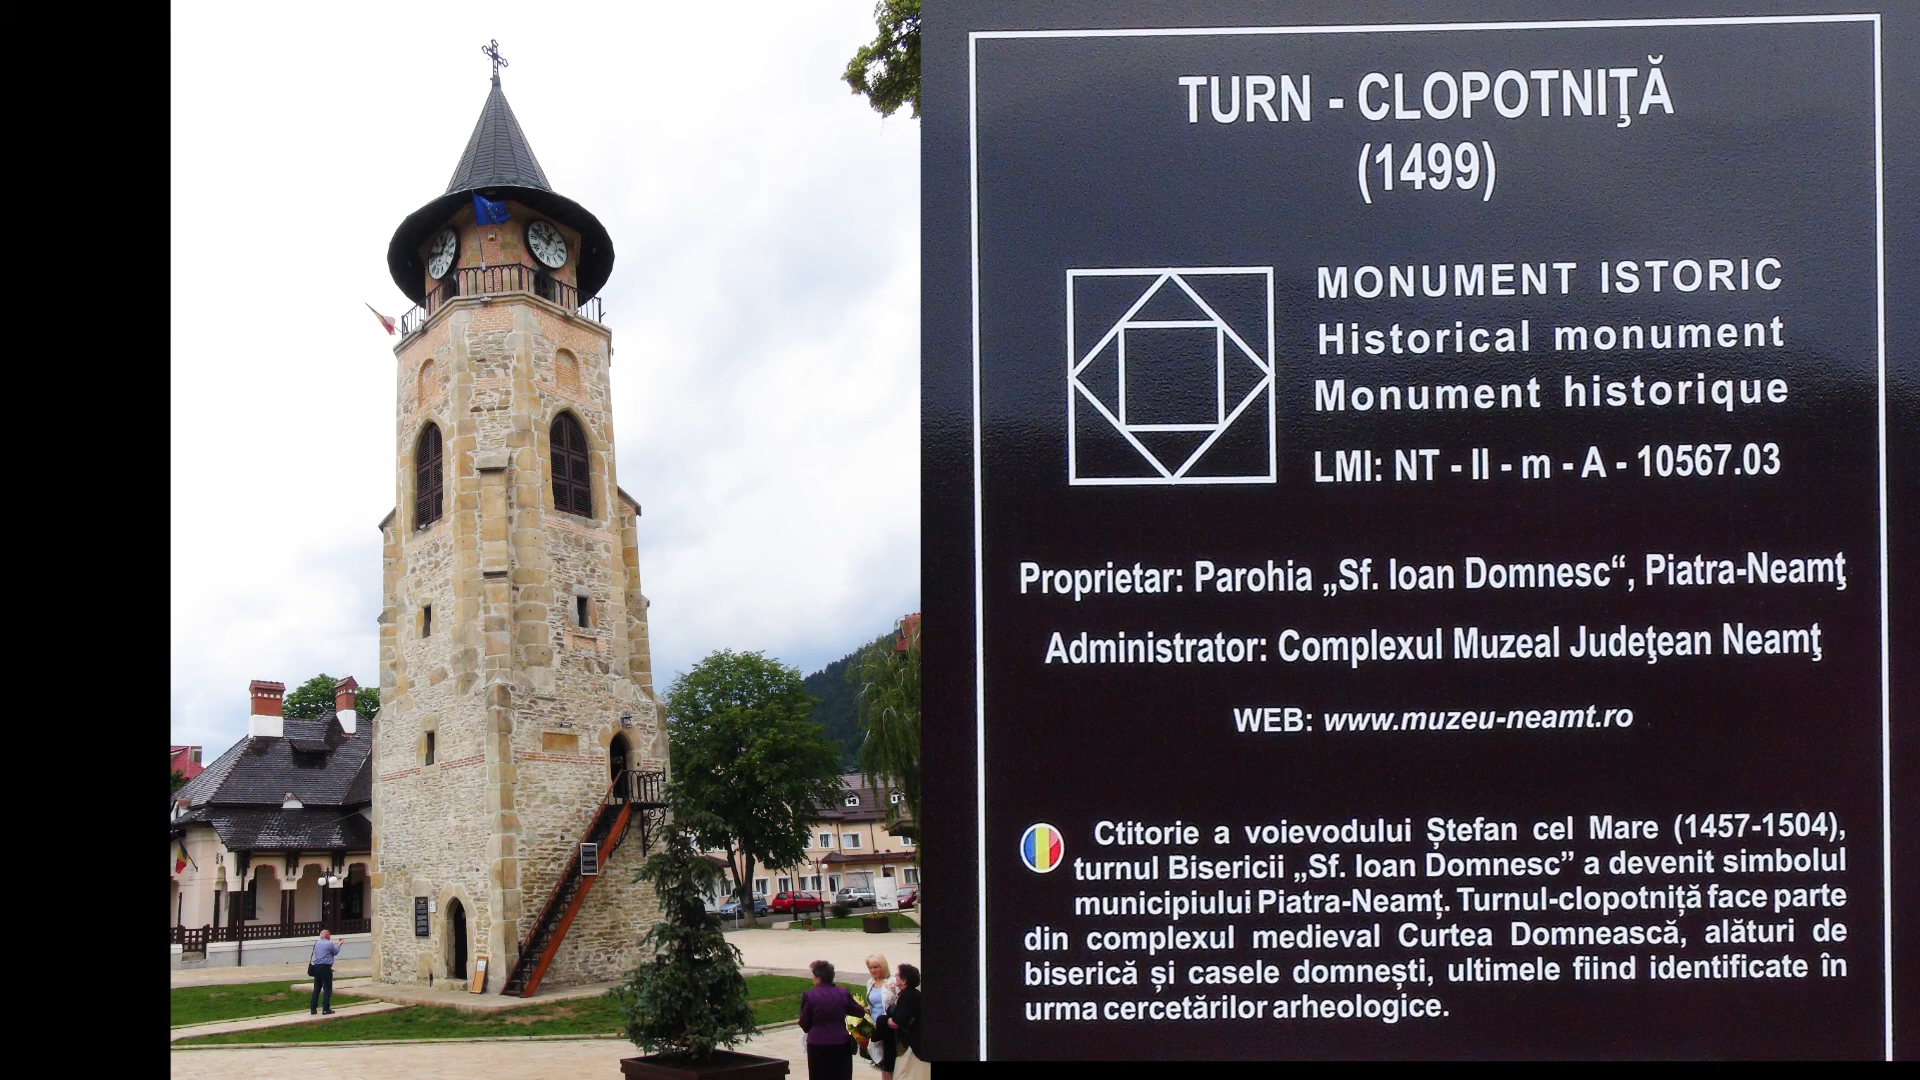 TURN - CLOPOTNIŢĂ
(1499)
MONUMENT ISTORIC
Historical monument
Monument historique
LMI: NT - II - m - A - 10567.03
Proprietar: Parohia „Sf. Ioan Domnesc“, Piatra-Neamţ
Administrator: Complexul Muzeal Judeţean Neamţ
WEB: www.muzeu-neamt.ro
Ctitorie a voievodului Ștefan cel Mare (1457-1504),
turnul Bisericii „Sf. Ioan Domnesc” a devenit simbolul
municipiului Piatra-Neamț. Turnul-clopotniță face parte
din complexul medieval Curtea Domnească, alături de
biserică și casele domnești, ultimele fiind identificate în
urma cercetărilor arheologice.